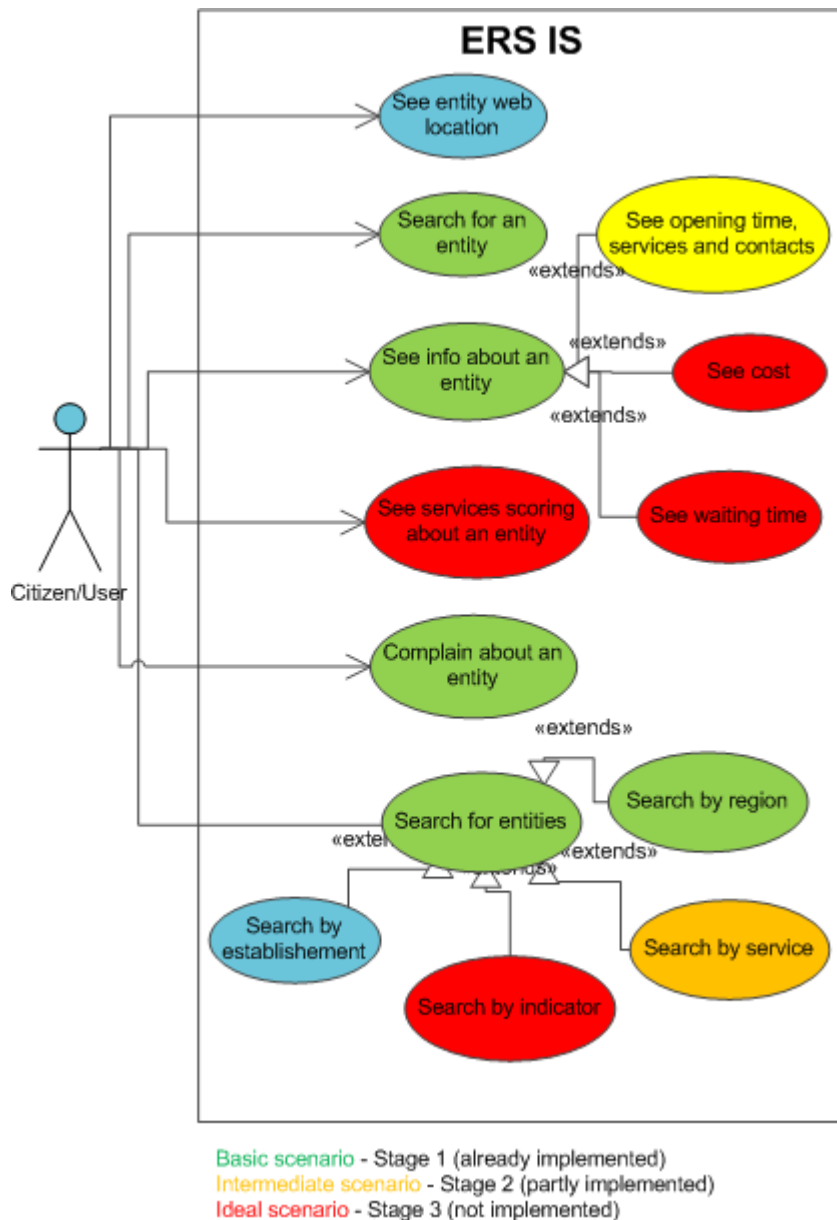 ERS IS
See entity web
location
Search for an
entity
See opening time,
services and contacts
«extends»
«extends»
See info about an
entity
See cost
«extends»
See services scoring
about an entity
See waiting time
Citizen/User
Complain about an
entity
«extends»
Search by region
Search for entities
«extends»
Search by
establishement
Search by service
Search by indicator
Basic scenario - Stage 1 (already implemented)
Intermediate scenario - Stage 2 (partly implemented)
Ideal scenario - Stage 3 (not implemented)